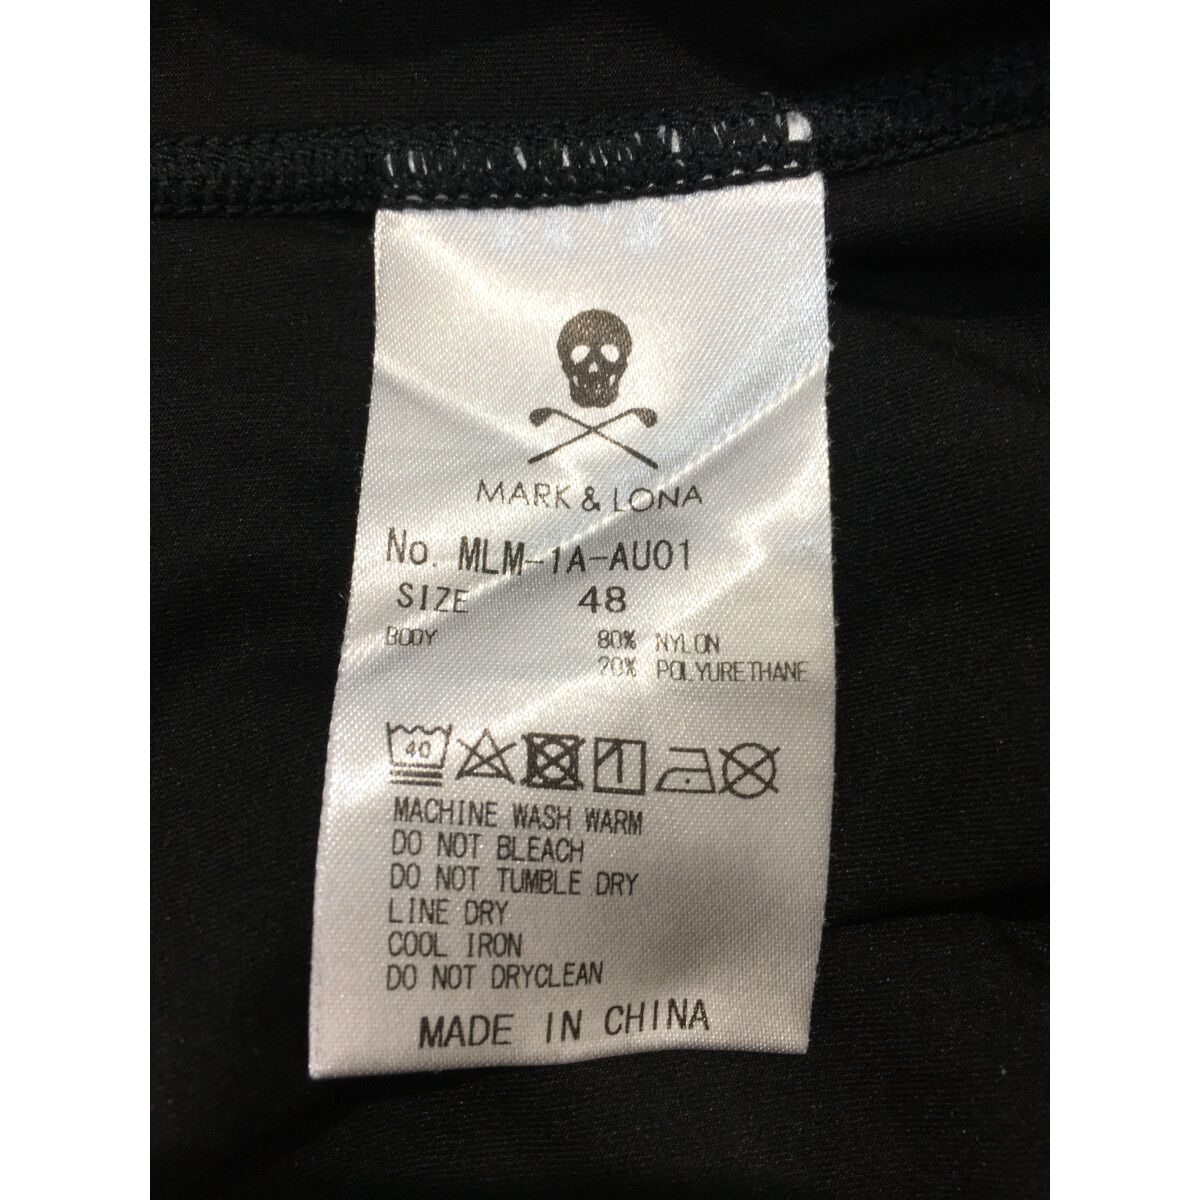 MARK & LONA
No. MLM-1A-AU01
SIZE 48
BODY 80% NYLON
20% POLYURETHANE
40
MACHINE WASH WARM
DO NOT BLEACH
DO NOT TUMBLE DRY
LINE DRY
COOL IRON
DO NOT DRYCLEAN
MADE IN CHINA